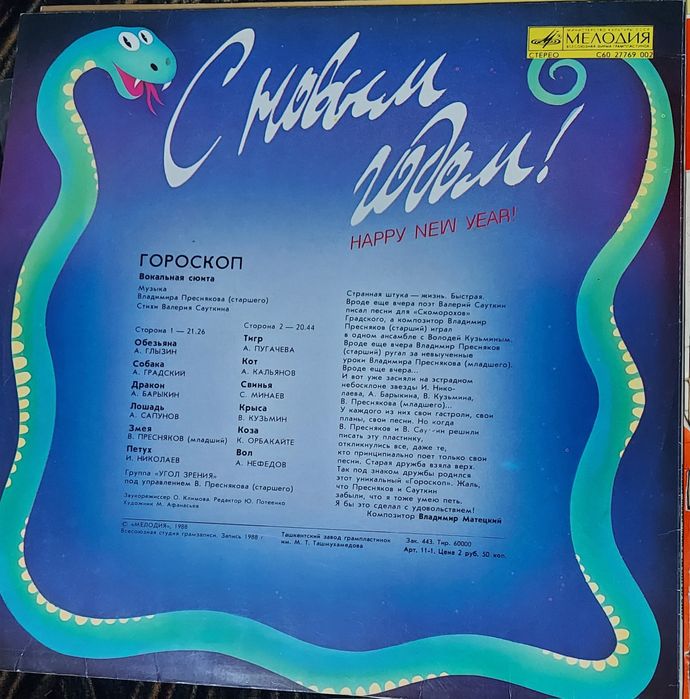 МИНИСТЕРСТВО КУЛЬТУРЫ СССР
МЕЛОДИЯ
ВСЕСОЮЗНАЯ ФИРМА ГРАМПЛАСТИНОК
СТЕРЕО С60 27769 002
С новым
годом!
HAPPY NEW YEAR!
ГОРОСКОП
Вокальная сюита
Музыка
Владимира Преснякова (старшего)
Стихи Валерия Сауткина
Сторона 1 — 21.26
Обезьяна
А. ГЛЫЗИН
Собака
А. ГРАДСКИЙ
Дракон
А. БАРЫКИН
Лошадь
А. САПУНОВ
Змея
В. ПРЕСНЯКОВ (младший)
Петух
И. НИКОЛАЕВ
Сторона 2 — 20.44
Тигр
А. ПУГАЧЕВА
Кот
А. КАЛЬЯНОВ
Свинья
С. МИНАЕВ
Крыса
В. КУЗЬМИН
Коза
К. ОРБАКАЙТЕ
Вол
А. НЕФЕДОВ
Группа «УГОЛ ЗРЕНИЯ»
под управлением В. Преснякова (старшего)
Звукорежиссер О. Климова. Редактор Ю. Потеенко
Художник М. Афанасьев
Странная штука — жизнь. Быстрая.
Вроде еще вчера поэт Валерий Сауткин
писал песни для «Скоморохов»
Градского, а композитор Владимир
Пресняков (старший) играл
в одном ансамбле с Володей Кузьминым.
Вроде еще вчера Владимир Пресняков
(старший) ругал за невыученные
уроки Владимира Преснякова (младшего).
Вроде еще вчера...
И вот уже засияли на эстрадном
небосклоне звезды И. Нико-
лаева, А. Барыкина, В. Кузьмина,
В. Преснякова (младшего)...
У каждого из них свои гастроли, свои
планы, свои песни. Но когда
В. Пресняков и В. Сауткин решили
писать эту пластинку,
откликнулись все, даже те,
кто принципиально поет только свои
песни. Старая дружба взяла верх.
Так под знаком дружбы родился
этот уникальный «Гороскоп». Жаль,
что Пресняков и Сауткин
забыли, что я тоже умею петь.
Я бы это сделал с удовольствием!
Композитор Владимир Матецкий
© «МЕЛОДИЯ», 1988
Всесоюзная студия грамзаписи. Запись 1988 г.
Ташкентский завод грампластинок
им. М. Т. Ташмухамедова
Зак. 443. Тир. 60000
Арт. 11-1. Цена 2 руб. 50 коп.